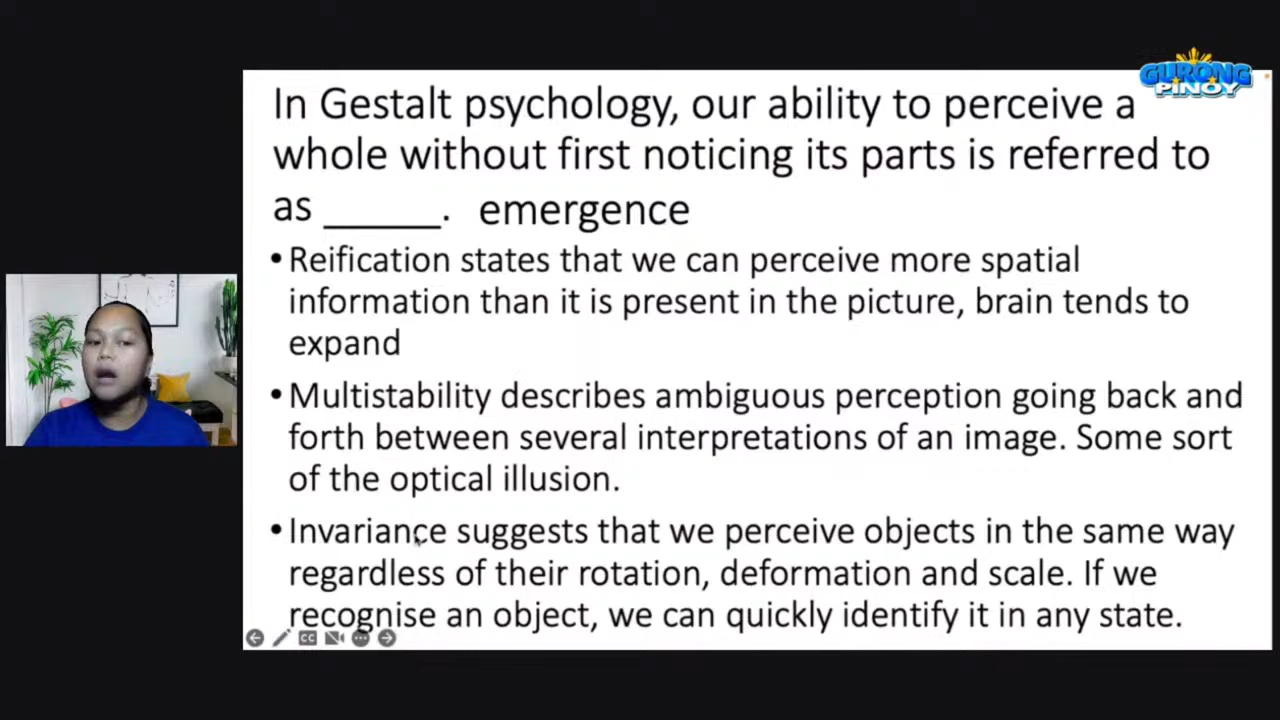 GURONG
PINOY
In Gestalt psychology, our ability to perceive a
whole without first noticing its parts is referred to
as ______. emergence
• Reification states that we can perceive more spatial
information than it is present in the picture, brain tends to
expand
• Multistability describes ambiguous perception going back and
forth between several interpretations of an image. Some sort
of the optical illusion.
• Invariance suggests that we perceive objects in the same way
regardless of their rotation, deformation and scale. If we
recognise an object, we can quickly identify it in any state.
CC